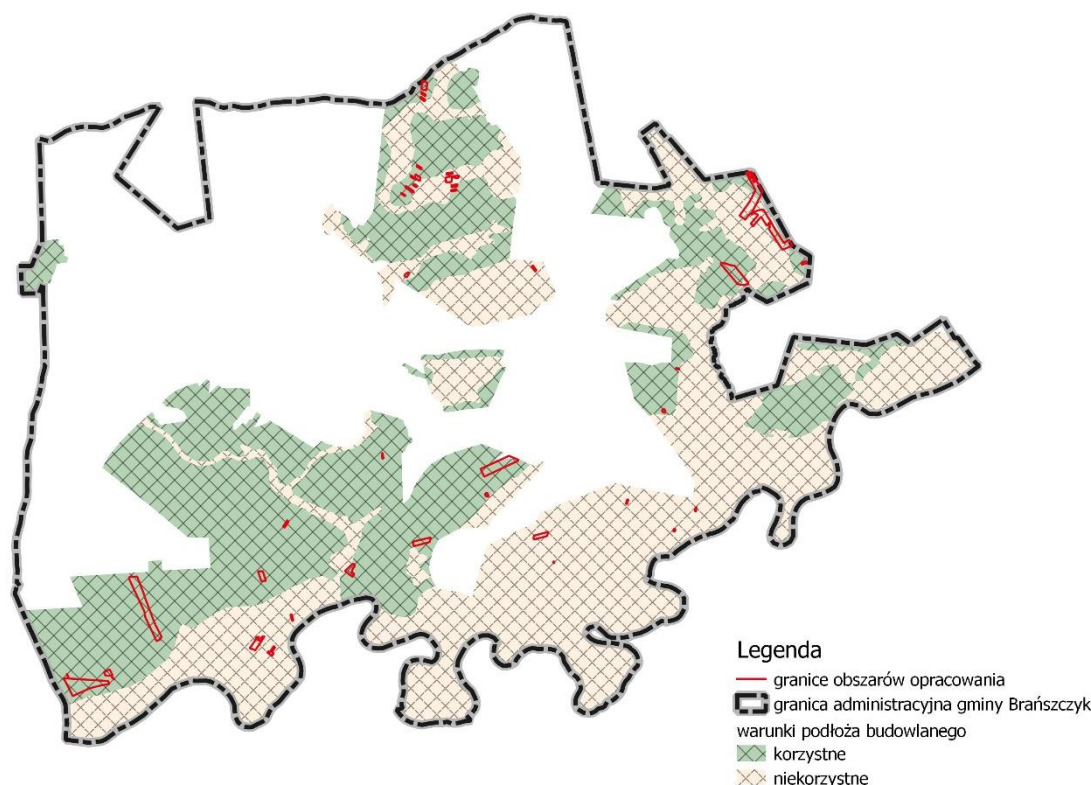 Legenda
granice obszarów opracowania
granica administracyjna gminy Brańszczyk
warunki podłoża budowlanego
korzystne
niekorzystne